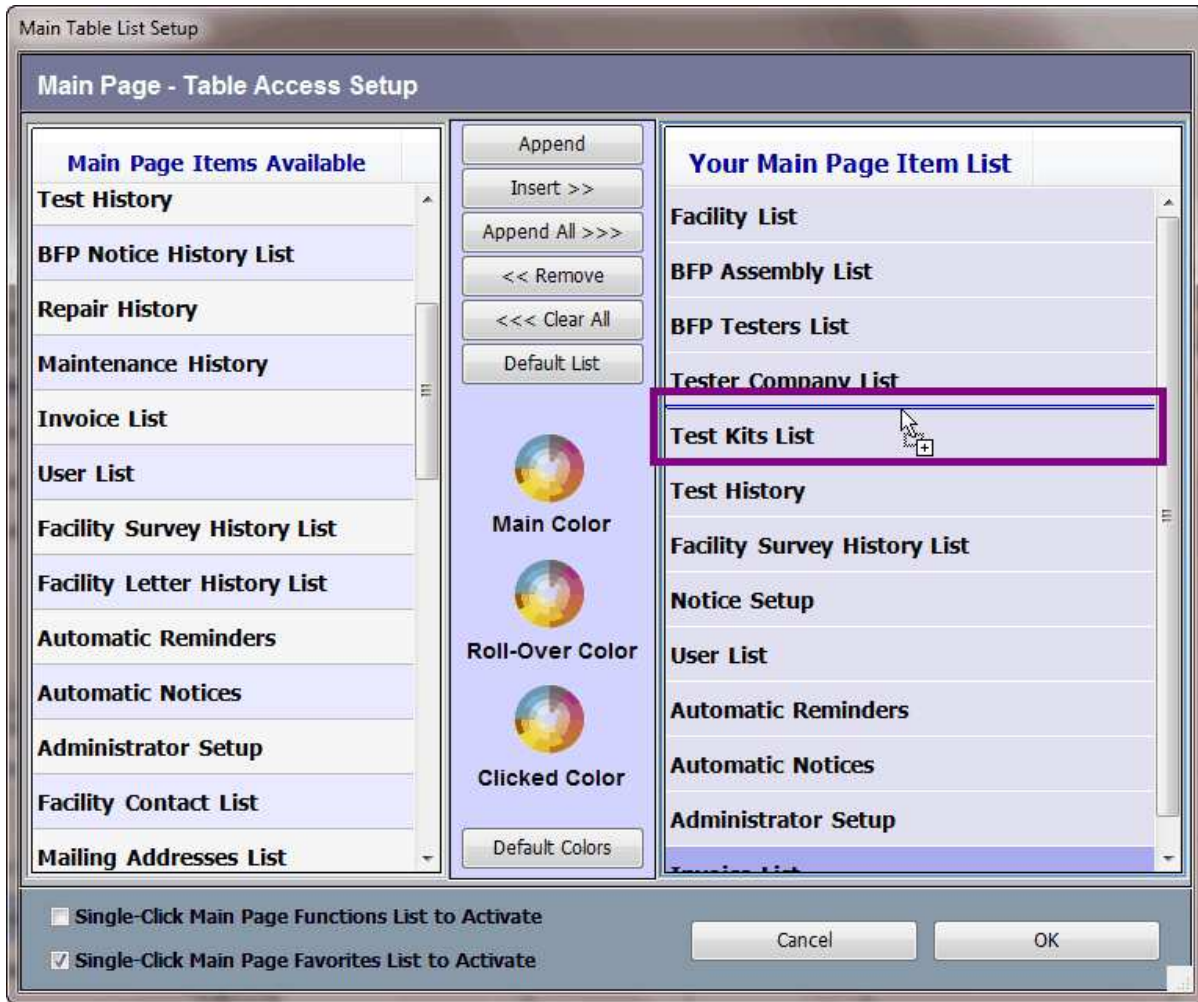 Main Table List Setup
Main Page - Table Access Setup
Main Page Items Available
Test History
BFP Notice History List
Repair History
Maintenance History
Invoice List
User List
Facility Survey History List
Facility Letter History List
Automatic Reminders
Automatic Notices
Administrator Setup
Facility Contact List
Mailing Addresses List
Append
Insert >>
Append All >>>
<< Remove
<<< Clear All
Default List
Main Color
Roll-Over Color
Clicked Color
Default Colors
Your Main Page Item List
Facility List
BFP Assembly List
BFP Testers List
Tester Company List
Test Kits List
Test History
Facility Survey History List
Notice Setup
User List
Automatic Reminders
Automatic Notices
Administrator Setup
Invoice List
Single-Click Main Page Functions List to Activate
Single-Click Main Page Favorites List to Activate
Cancel
OK